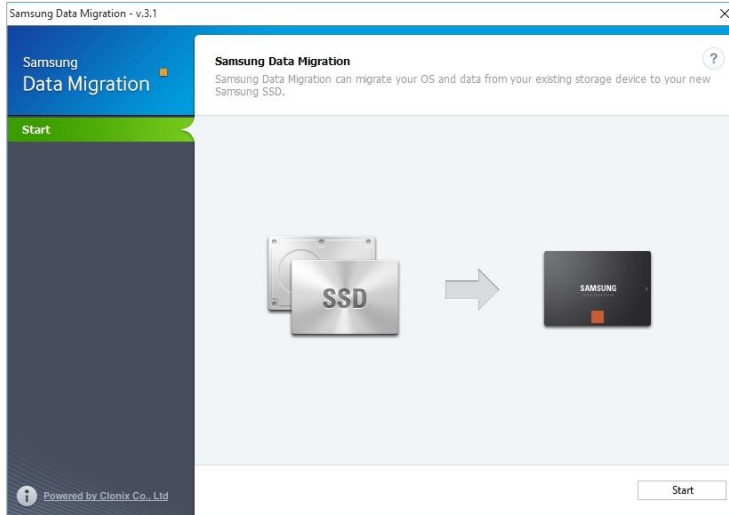 Samsung Data Migration - v.3.1
Samsung
Data Migration
Samsung Data Migration
Samsung Data Migration can migrate your OS and data from your existing storage device to your new
Samsung SSD.
?
Start
SSD
SAMSUNG
i
Powered by Clonix Co., Ltd
Start